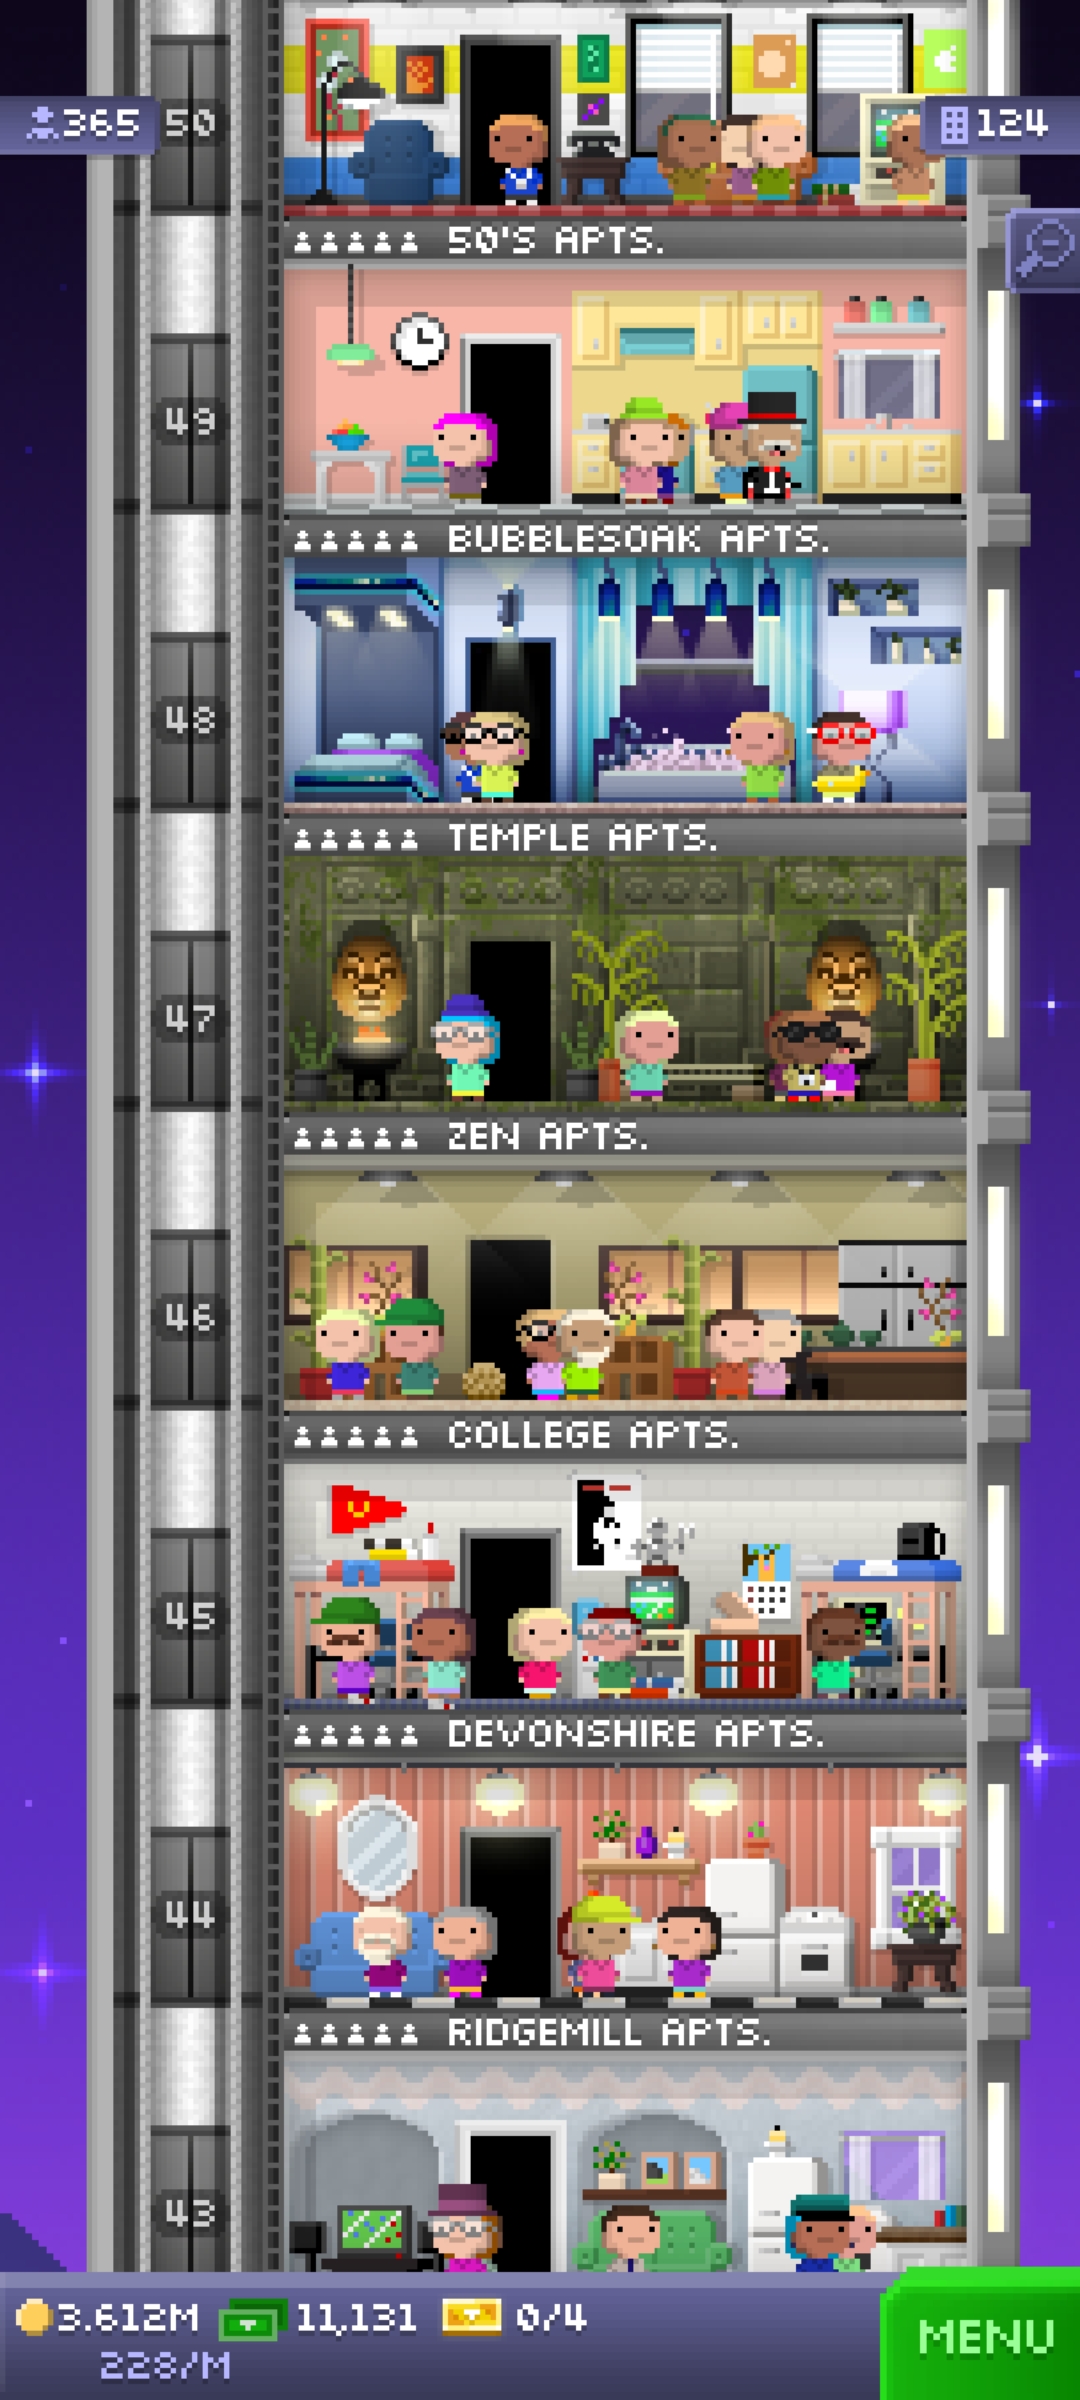 365
50
124
50'S APTS.
49
BUBBLESOAK APTS.
48
TEMPLE APTS.
47
ZEN APTS.
46
COLLEGE APTS.
45
DEVONSHIRE APTS.
44
RIDGEMILL APTS.
43
3.612M 11,131 0/4
228/M
MENU